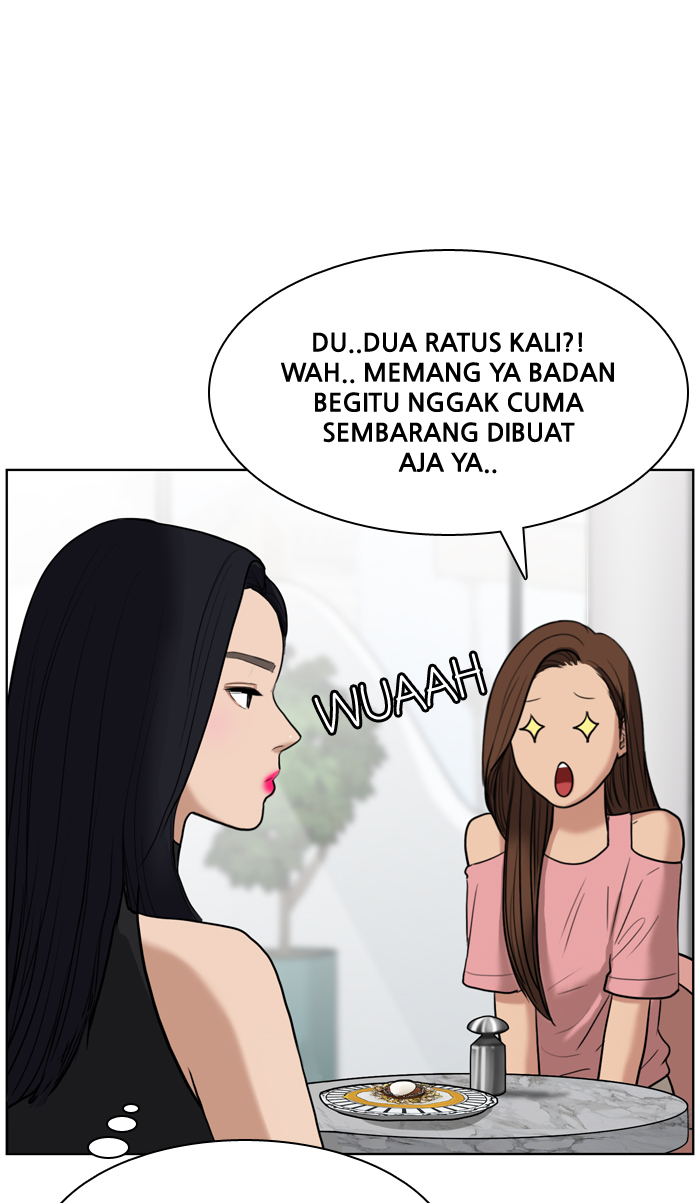 DU..DUA RATUS KALI?!
WAH.. MEMANG YA BADAN
BEGITU NGGAK CUMA
SEMBARANG DIBUAT
AJA YA..
WUAAH